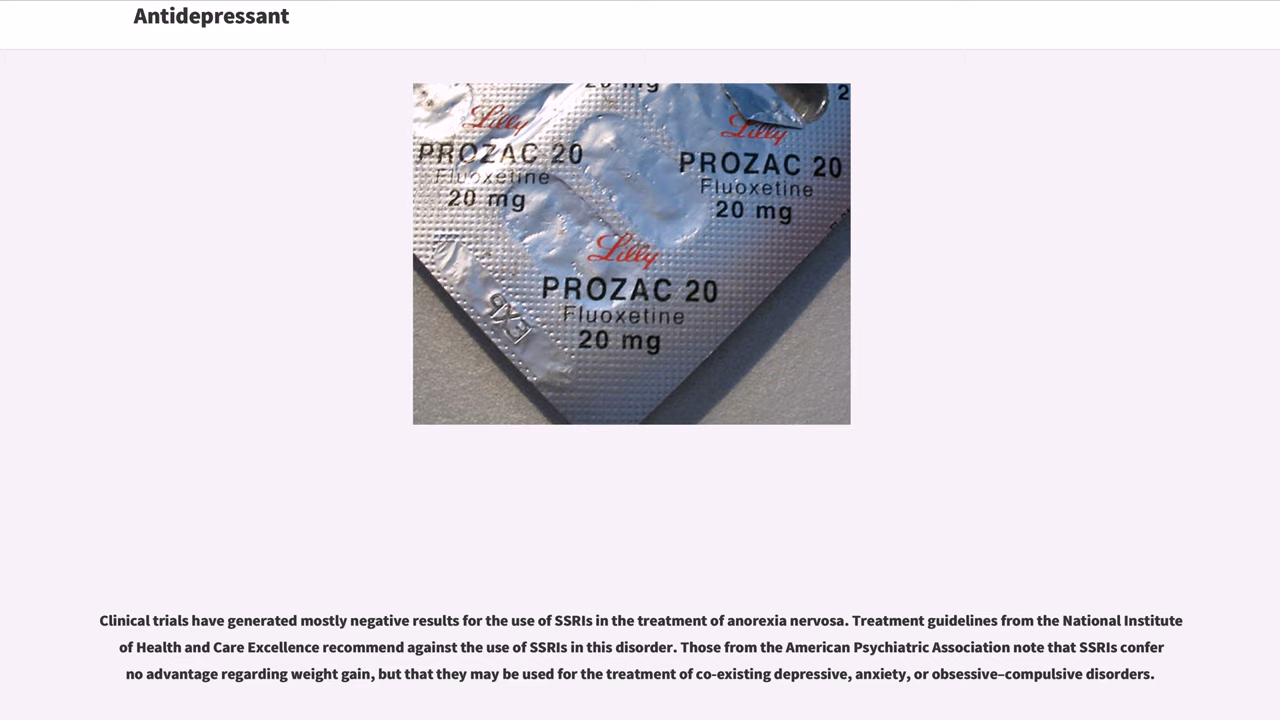 Antidepressant
20 mg
2
Lilly
Lilly
PROZAC 20
PROZAC 20
Fluoxetine
Fluoxetine
20 mg
20 mg
Lilly
PROZAC 20
Fluoxetine
20 mg
EXP
Clinical trials have generated mostly negative results for the use of SSRIs in the treatment of anorexia nervosa. Treatment guidelines from the National Institute
of Health and Care Excellence recommend against the use of SSRIs in this disorder. Those from the American Psychiatric Association note that SSRIs confer
no advantage regarding weight gain, but that they may be used for the treatment of co-existing depressive, anxiety, or obsessive–compulsive disorders.